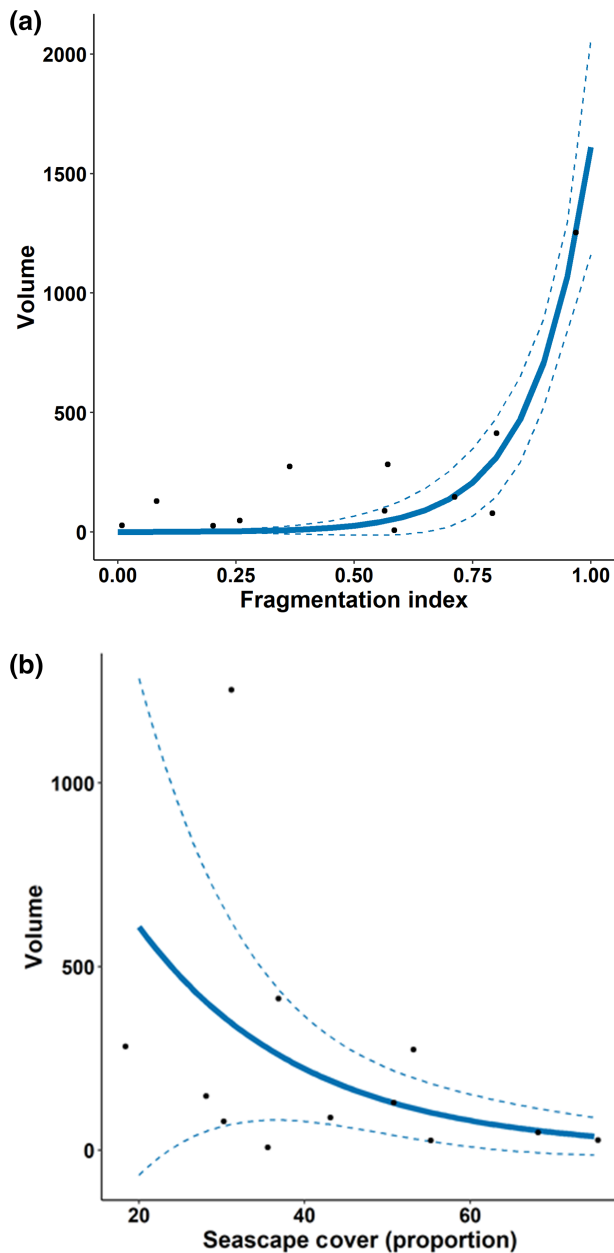 (a)
2000
1500
1000
500
0
Volume
0.00 0.25 0.50 0.75 1.00
Fragmentation index
(b)
1000
500
0
Volume
20 40 60
Seascape cover (proportion)